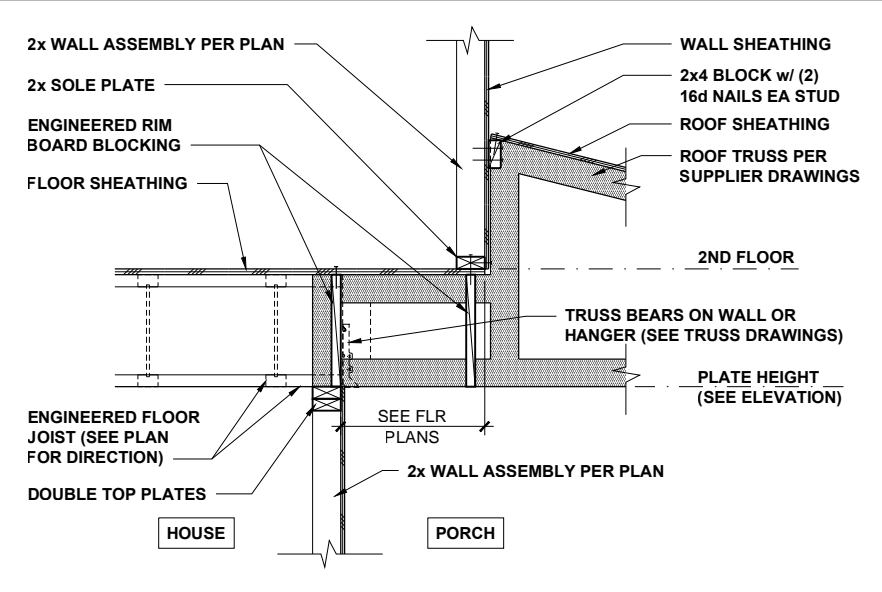 2x WALL ASSEMBLY PER PLAN
2x SOLE PLATE
ENGINEERED RIM
BOARD BLOCKING
FLOOR SHEATHING
WALL SHEATHING
2x4 BLOCK w/ (2)
16d NAILS EA STUD
ROOF SHEATHING
ROOF TRUSS PER
SUPPLIER DRAWINGS
2ND FLOOR
TRUSS BEARS ON WALL OR
HANGER (SEE TRUSS DRAWINGS)
PLATE HEIGHT
(SEE ELEVATION)
ENGINEERED FLOOR
JOIST (SEE PLAN
FOR DIRECTION)
DOUBLE TOP PLATES
SEE FLR
PLANS
2x WALL ASSEMBLY PER PLAN
HOUSE
PORCH